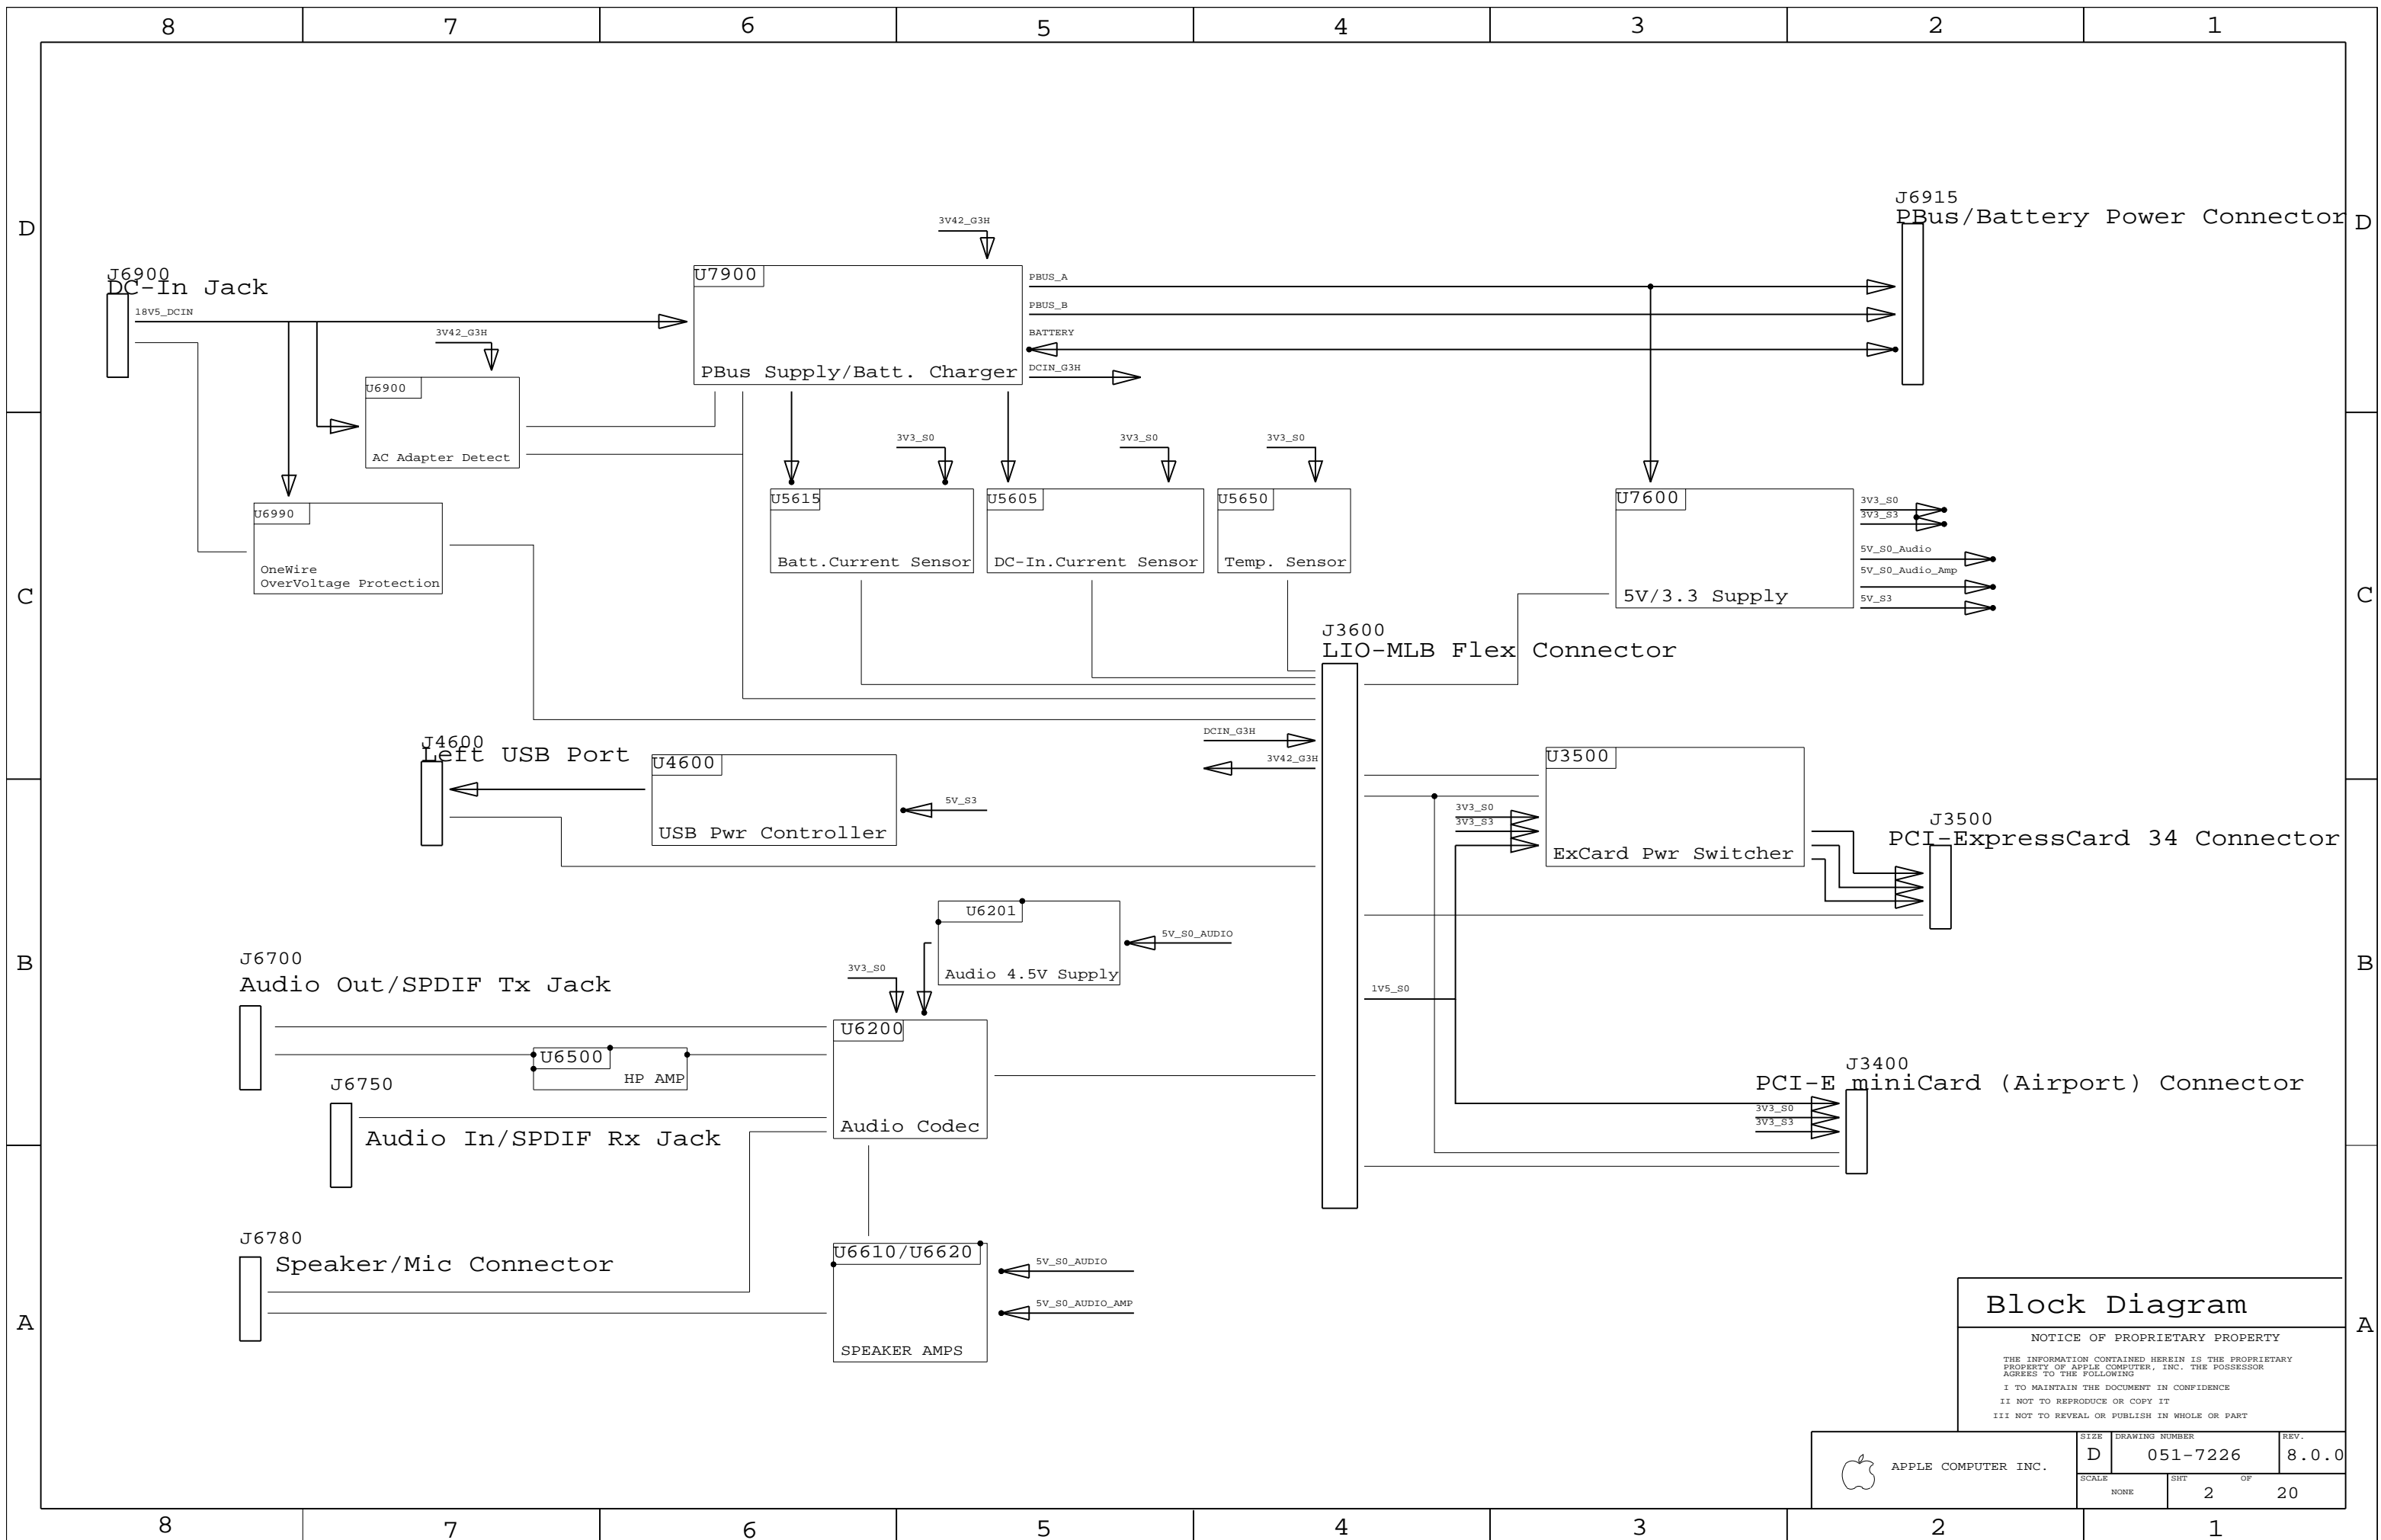 8 7 6 5 4 3 2 1
D
D
C
C
B
B
A
A
J6915
PBus/Battery Power Connector
3V42_G3H
J6900
DC-In Jack
18V5_DCIN
U7900
PBus Supply/Batt. Charger
PBUS_A
PBUS_B
BATTERY
DCIN_G3H
3V42_G3H
U6900
AC Adapter Detect
3V3_S0
3V3_S0
3V3_S0
U6990
OneWire
OverVoltage Protection
U5615
Batt.Current Sensor
U5605
DC-In.Current Sensor
U5650
Temp. Sensor
U7600
5V/3.3 Supply
3V3_S0
3V3_S3
5V_S0_Audio
5V_S0_Audio_Amp
5V_S3
J3600
LIO-MLB Flex Connector
DCIN_G3H
3V42_G3H
J4600
Left USB Port
U4600
USB Pwr Controller
5V_S3
U3500
ExCard Pwr Switcher
3V3_S0
3V3_S3
J3500
PCI-ExpressCard 34 Connector
U6201
Audio 4.5V Supply
5V_S0_AUDIO
3V3_S0
1V5_S0
J6700
Audio Out/SPDIF Tx Jack
U6200
Audio Codec
U6500
HP AMP
J6750
Audio In/SPDIF Rx Jack
J3400
PCI-E miniCard (Airport) Connector
3V3_S0
3V3_S3
J6780
Speaker/Mic Connector
U6610/U6620
SPEAKER AMPS
5V_S0_AUDIO
5V_S0_AUDIO_AMP
Block Diagram
NOTICE OF PROPRIETARY PROPERTY
THE INFORMATION CONTAINED HEREIN IS THE PROPRIETARY
PROPERTY OF APPLE COMPUTER, INC. THE POSSESSOR
AGREES TO THE FOLLOWING
I TO MAINTAIN THE DOCUMENT IN CONFIDENCE
II NOT TO REPRODUCE OR COPY IT
III NOT TO REVEAL OR PUBLISH IN WHOLE OR PART
APPLE COMPUTER INC.
SIZE
D
DRAWING NUMBER
051-7226
REV.
8.0.0
SCALE
NONE
SHT OF
2 20
8 7 6 5 4 3 2 1